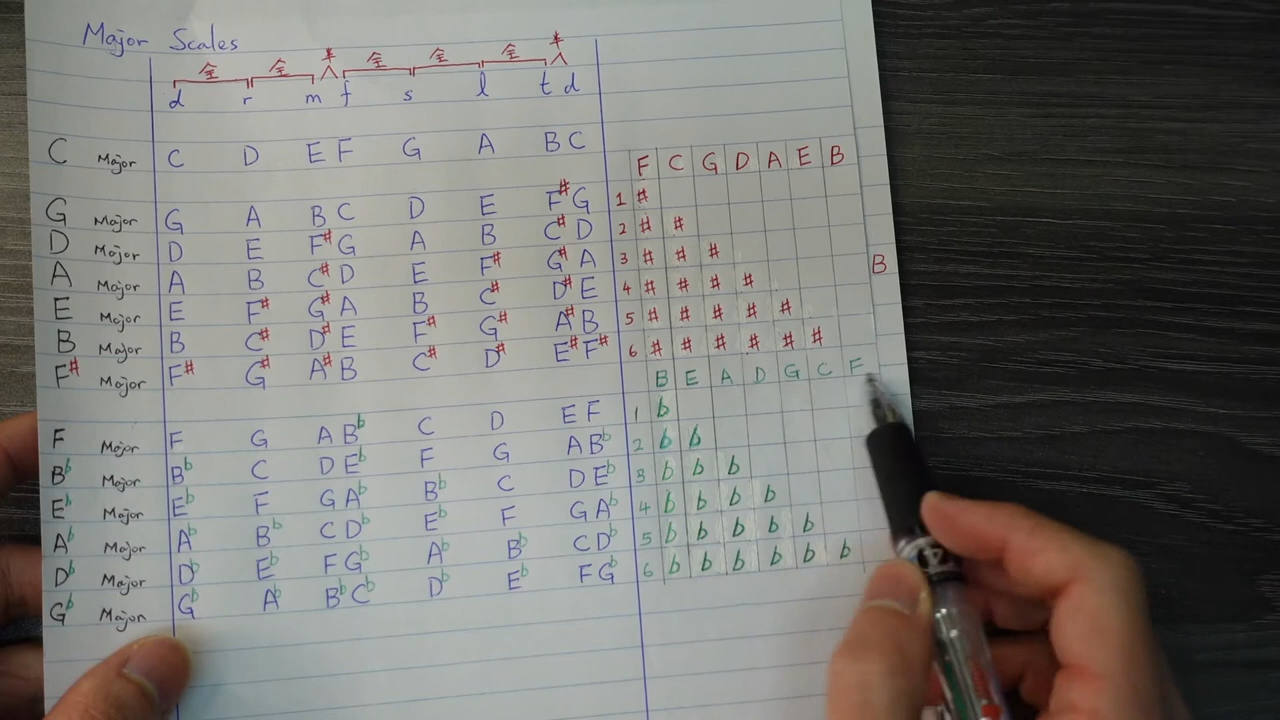 Major Scales
全 全 半 全 全 全 半
d r m f s l t d
C Major C D E F G A B C
F C G D A E B
G Major G A B C D E F# G 1 #
D Major D E F# G A B C# D 2 # #
A Major A B C# D E F# G# A 3 # # #
B
E Major E F# G# A B C# D# E 4 # # # #
B Major B C# D# E F# G# A# B 5 # # # # #
F# Major F# G# A# B C# D# E# F# 6 # # # # # #
B E A D G C F
F Major F G A Bb C D E F 1 b
Bb Major Bb C D Eb F G A Bb 2 b b
Eb Major Eb F G Ab Bb C D Eb 3 b b b
Ab Major Ab Bb C Db Eb F G Ab 4 b b b b
Db Major Db Eb F Gb Ab Bb C Db 5 b b b b b
Gb Major Gb Ab Bb Cb Db Eb F Gb 6 b b b b b b